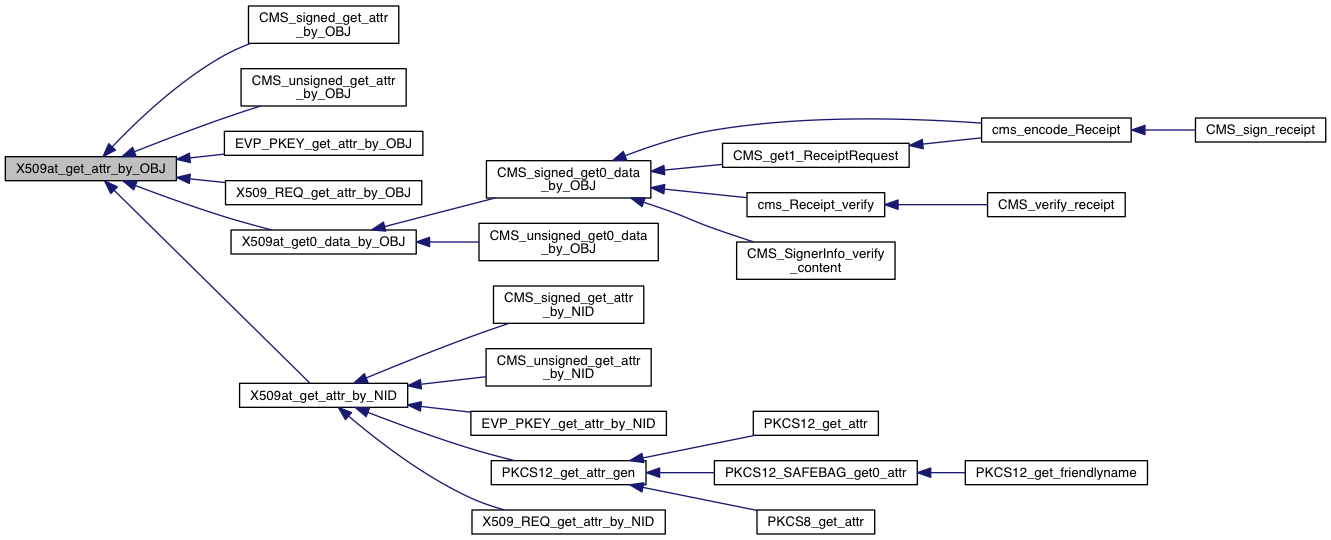 CMS_signed_get_attr
_by_OBJ
CMS_unsigned_get_attr
_by_OBJ
EVP_PKEY_get_attr_by_OBJ
X509at_get_attr_by_OBJ
X509_REQ_get_attr_by_OBJ
X509at_get0_data_by_OBJ
CMS_signed_get0_data
_by_OBJ
CMS_unsigned_get0_data
_by_OBJ
cms_encode_Receipt
CMS_sign_receipt
CMS_get1_ReceiptRequest
cms_Receipt_verify
CMS_verify_receipt
CMS_SignerInfo_verify
_content
X509at_get_attr_by_NID
CMS_signed_get_attr
_by_NID
CMS_unsigned_get_attr
_by_NID
EVP_PKEY_get_attr_by_NID
PKCS12_get_attr_gen
X509_REQ_get_attr_by_NID
PKCS12_get_attr
PKCS12_SAFEBAG_get0_attr
PKCS12_get_friendlyname
PKCS8_get_attr